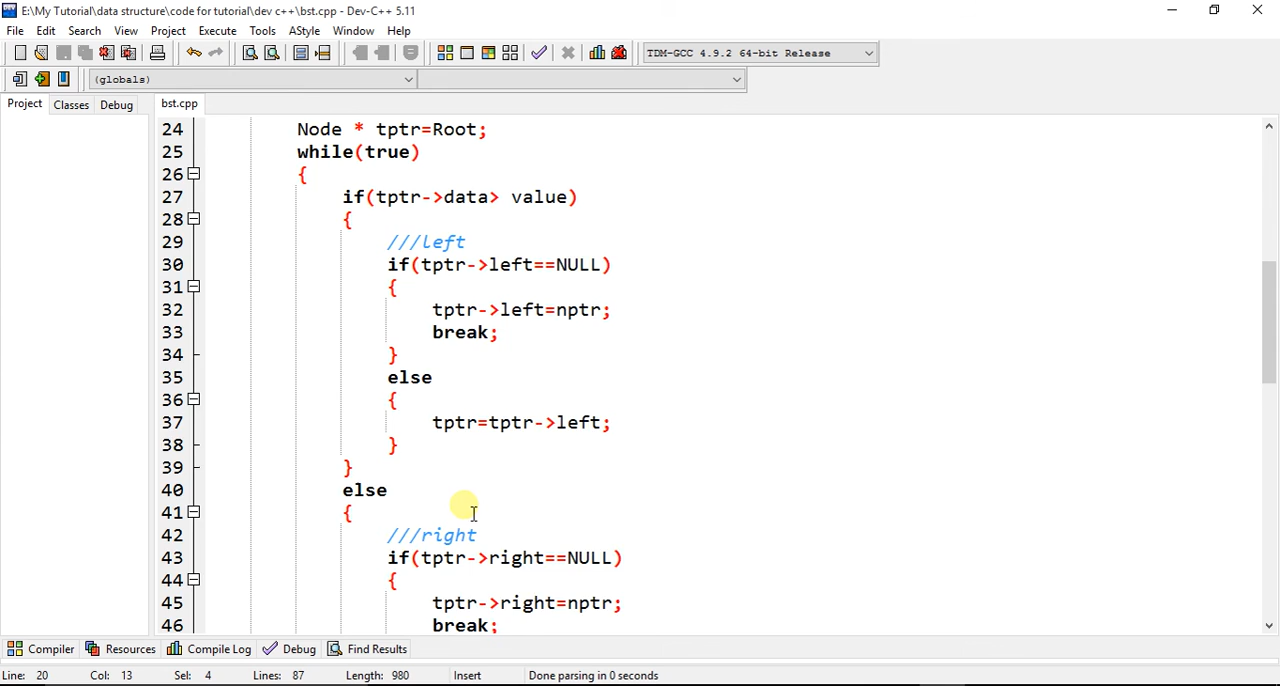 E:\My Tutorial\data structure\code for tutorial\dev c++\bst.cpp - Dev-C++ 5.11
File Edit Search View Project Execute Tools AStyle Window Help
TDM-GCC 4.9.2 64-bit Release
(globals)
Project Classes Debug bst.cpp
24 Node * tptr=Root;
25 while(true)
26 {
27 if(tptr->data> value)
28 {
29 ///left
30 if(tptr->left==NULL)
31 {
32 tptr->left=nptr;
33 break;
34 }
35 else
36 {
37 tptr=tptr->left;
38 }
39 }
40 else
41 {
42 ///right
43 if(tptr->right==NULL)
44 {
45 tptr->right=nptr;
46 break;
Compiler Resources Compile Log Debug Find Results
Line: 20 Col: 13 Sel: 4 Lines: 87 Length: 980 Insert Done parsing in 0 seconds